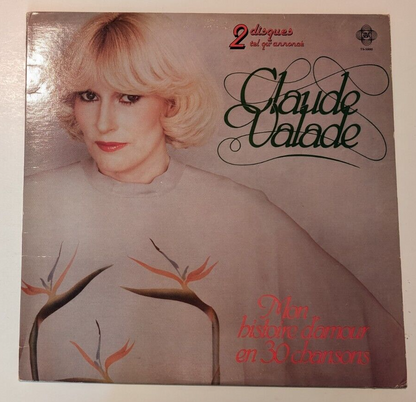 2 disques
tel qu'annoncé
Claude
Valade
Mon
histoire d'amour
en 30 chansons